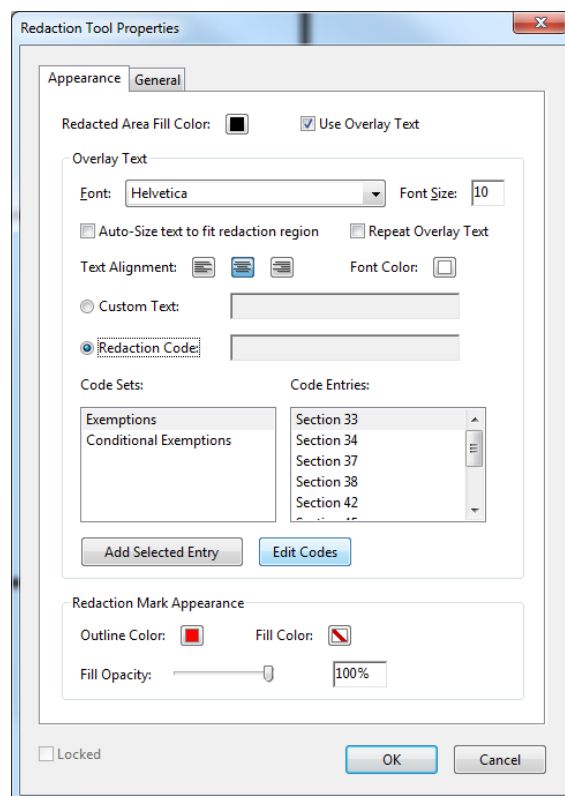 Redaction Tool Properties
Appearance General
Redacted Area Fill Color: Use Overlay Text
Overlay Text
Font: Helvetica Font Size: 10
Auto-Size text to fit redaction region Repeat Overlay Text
Text Alignment: Font Color:
Custom Text:
Redaction Code:
Code Sets: Code Entries:
Exemptions Section 33
Conditional Exemptions Section 34
Section 37
Section 38
Section 42
Add Selected Entry Edit Codes
Redaction Mark Appearance
Outline Color: Fill Color:
Fill Opacity: 100%
Locked OK Cancel